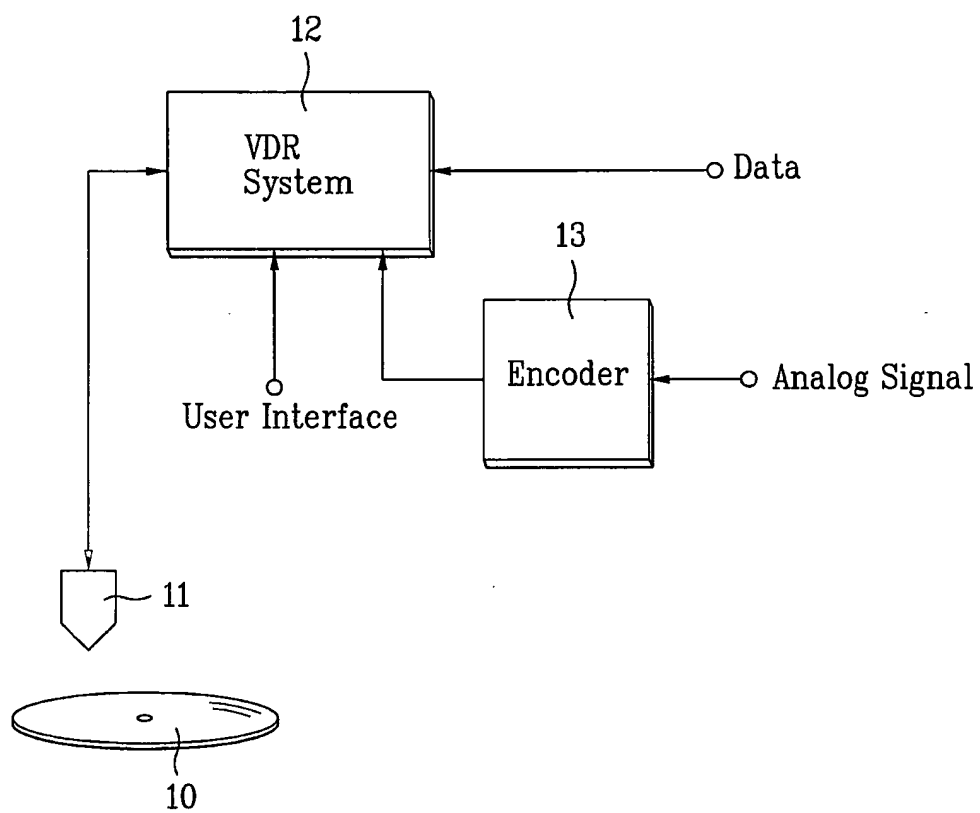 12
VDR
System
Data
13
Encoder
Analog Signal
User Interface
11
10